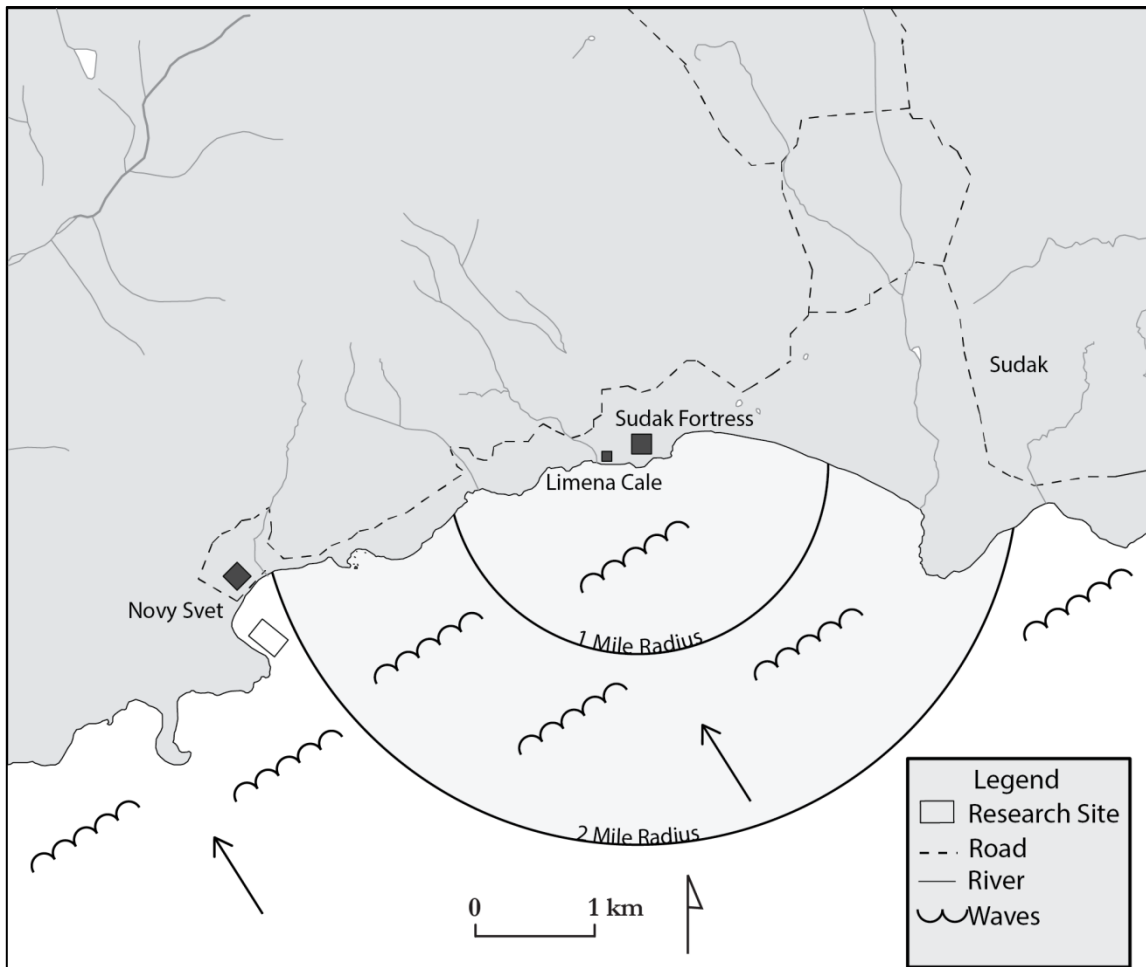 Sudak
Sudak Fortress
Limena Cale
Novy Svet
1 Mile Radius
2 Mile Radius
0 1 km
Legend
Research Site
Road
River
Waves